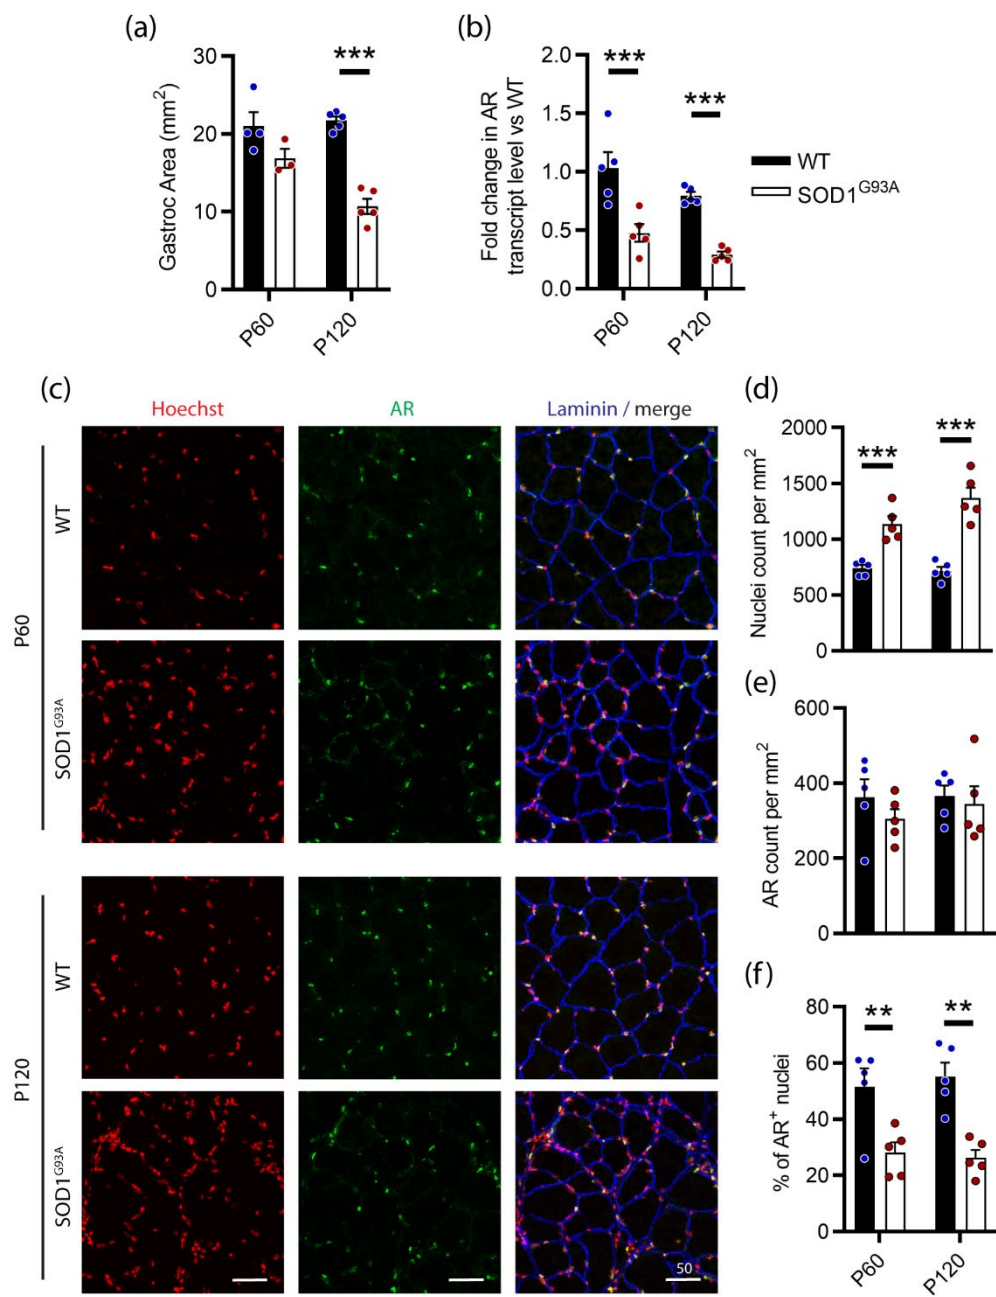 (a)
Gastroc Area (mm²)
30
20
10
0
***
P60
P120
(b)
Fold change in AR
transcript level vs WT
2.0
1.5
1.0
0.5
0.0
***
***
P60
P120
WT
SOD1ᴳ⁹³ᴬ
(c)
Hoechst
AR
Laminin / merge
P60
WT
SOD1ᴳ⁹³ᴬ
P120
WT
SOD1ᴳ⁹³ᴬ
50
(d)
Nuclei count per mm²
2000
1500
1000
500
0
***
***
(e)
AR count per mm²
600
400
200
0
(f)
% of AR⁺ nuclei
80
60
40
20
0
**
**
P60
P120